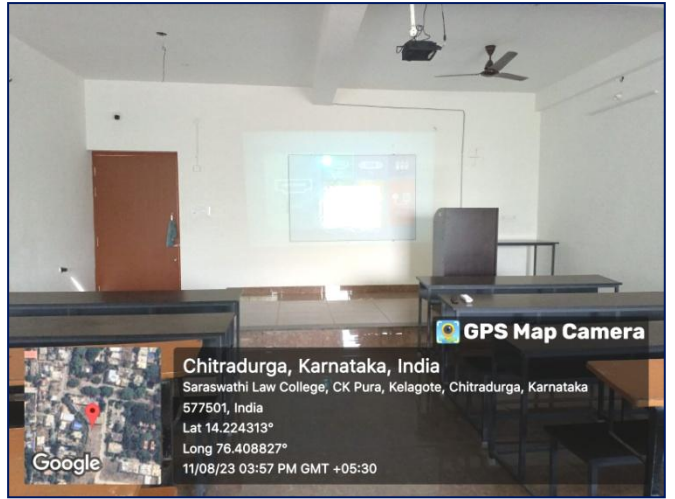 GPS Map Camera
Chitradurga, Karnataka, India
Saraswathi Law College, CK Pura, Kelagote, Chitradurga, Karnataka
577501, India
Lat 14.224313°
Long 76.408827°
11/08/23 03:57 PM GMT +05:30
Google